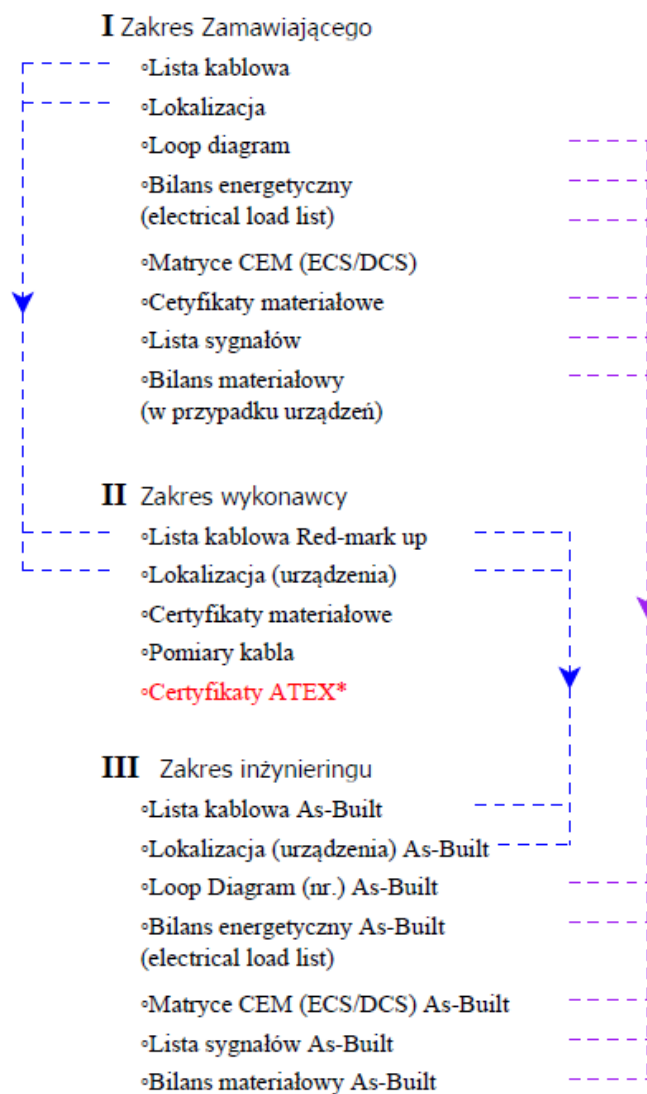 I Zakres Zamawiającego
◦Lista kablowa
◦Lokalizacja
◦Loop diagram
◦Bilans energetyczny
(electrical load list)
◦Matryce CEM (ECS/DCS)
◦Cetyfikaty materiałowe
◦Lista sygnałów
◦Bilans materiałowy
(w przypadku urządzeń)
II Zakres wykonawcy
◦Lista kablowa Red-mark up
◦Lokalizacja (urządzenia)
◦Certyfikaty materiałowe
◦Pomiary kabla
◦Certyfikaty ATEX*
III Zakres inżynieringu
◦Lista kablowa As-Built
◦Lokalizacja (urządzenia) As-Built
◦Loop Diagram (nr.) As-Built
◦Bilans energetyczny As-Built
(electrical load list)
◦Matryce CEM (ECS/DCS) As-Built
◦Lista sygnałów As-Built
◦Bilans materiałowy As-Built